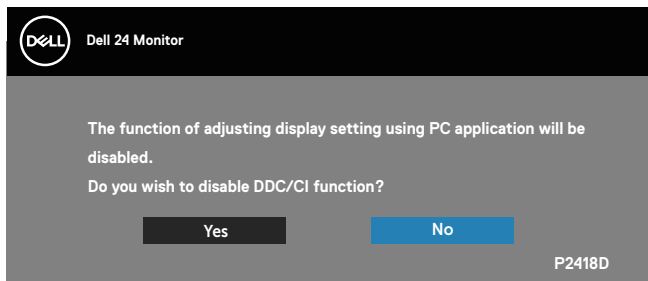 DELL
Dell 24 Monitor
The function of adjusting display setting using PC application will be
disabled.
Do you wish to disable DDC/CI function?
Yes
No
P2418D